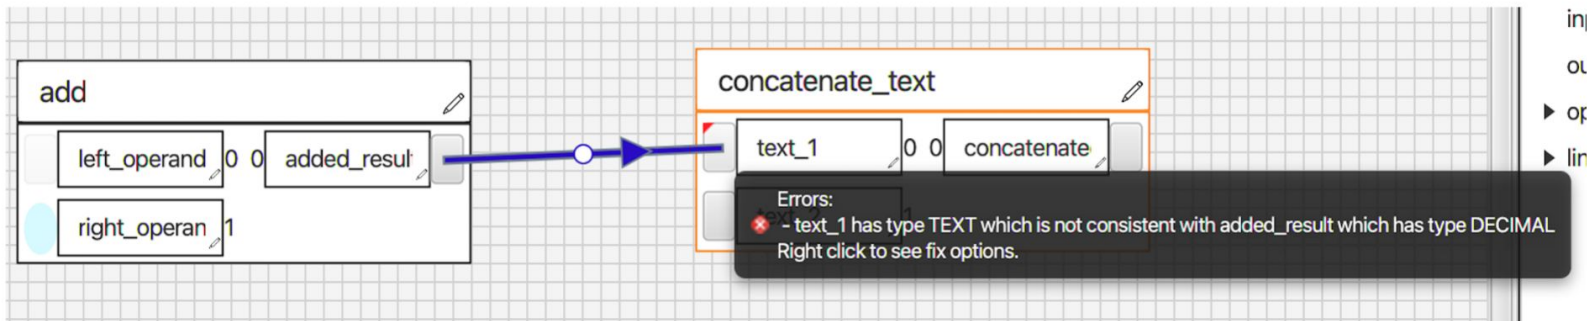 add
left_operand 0 0 added_resul
right_operan 1
concatenate_text
text_1 0 0 concatenate
Errors:
- text_1 has type TEXT which is not consistent with added_result which has type DECIMAL
Right click to see fix options.
inp
ou
op
lin